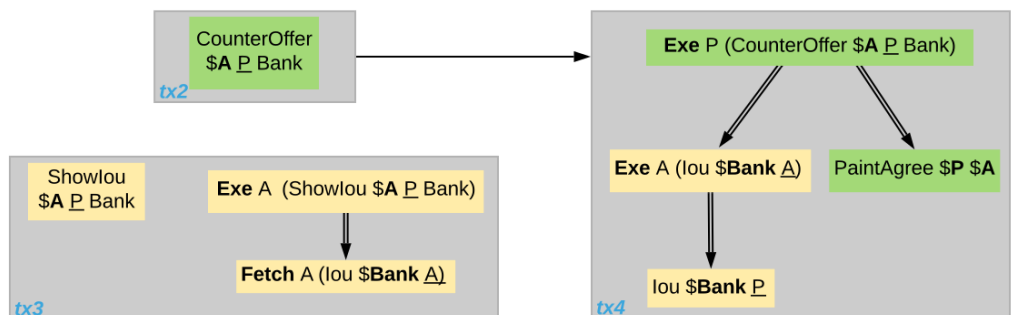 CounterOffer
$A P Bank
tx2
Exe P (CounterOffer $A P Bank)
Exe A (Iou $Bank A)
PaintAgree $P $A
Iou $Bank P
tx4
ShowIou
$A P Bank
Exe A (ShowIou $A P Bank)
Fetch A (Iou $Bank A)
tx3